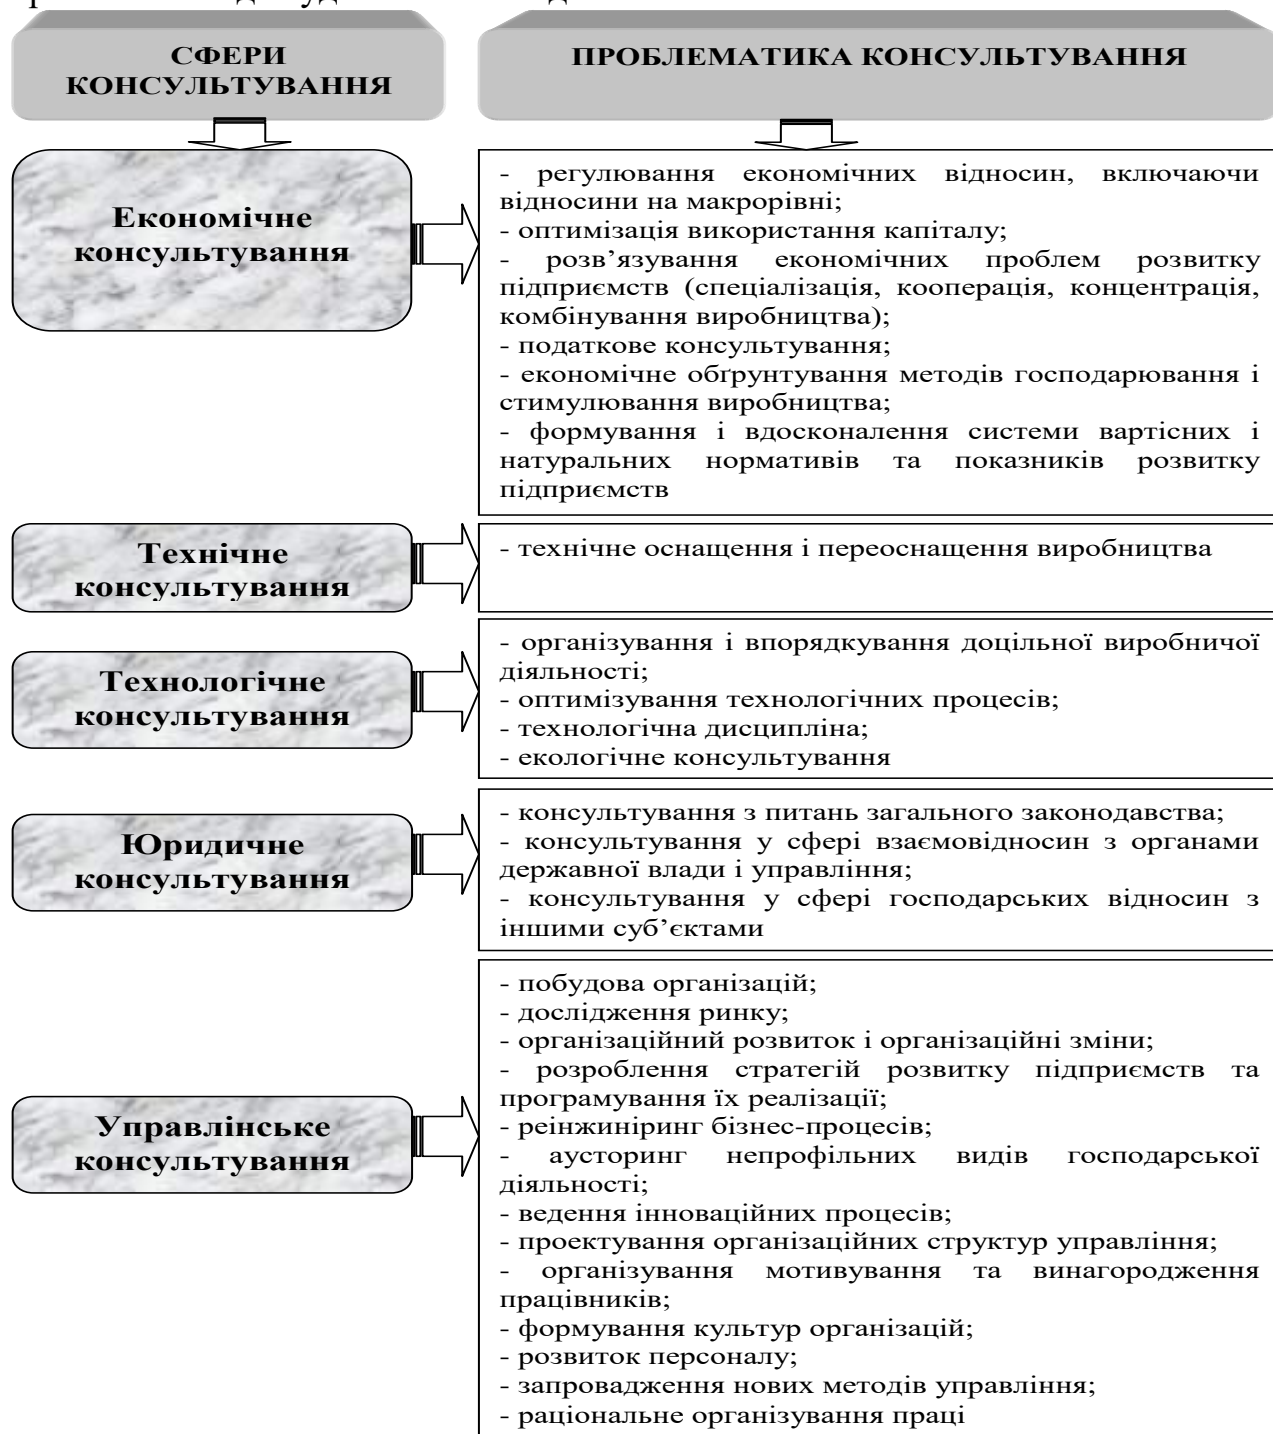 СФЕРИ
КОНСУЛЬТУВАННЯ
ПРОБЛЕМАТИКА КОНСУЛЬТУВАННЯ
Економічне
консультування
- регулювання економічних відносин, включаючи
відносини на макрорівні;
- оптимізація використання капіталу;
- розв’язування економічних проблем розвитку
підприємств (спеціалізація, кооперація, концентрація,
комбінування виробництва);
- податкове консультування;
- економічне обґрунтування методів господарювання і
стимулювання виробництва;
- формування і вдосконалення системи вартісних і
натуральних нормативів та показників розвитку
підприємств
Технічне
консультування
- технічне оснащення і переоснащення виробництва
Технологічне
консультування
- організування і впорядкування доцільної виробничої
діяльності;
- оптимізування технологічних процесів;
- технологічна дисципліна;
- екологічне консультування
Юридичне
консультування
- консультування з питань загального законодавства;
- консультування у сфері взаємовідносин з органами
державної влади і управління;
- консультування у сфері господарських відносин з
іншими суб’єктами
Управлінське
консультування
- побудова організацій;
- дослідження ринку;
- організаційний розвиток і організаційні зміни;
- розроблення стратегій розвитку підприємств та
програмування їх реалізації;
- реінжиніринг бізнес-процесів;
- аусторинг непрофільних видів господарської
діяльності;
- ведення інноваційних процесів;
- проектування організаційних структур управління;
- організування мотивування та винагородження
працівників;
- формування культур організацій;
- розвиток персоналу;
- запровадження нових методів управління;
- раціональне організування праці